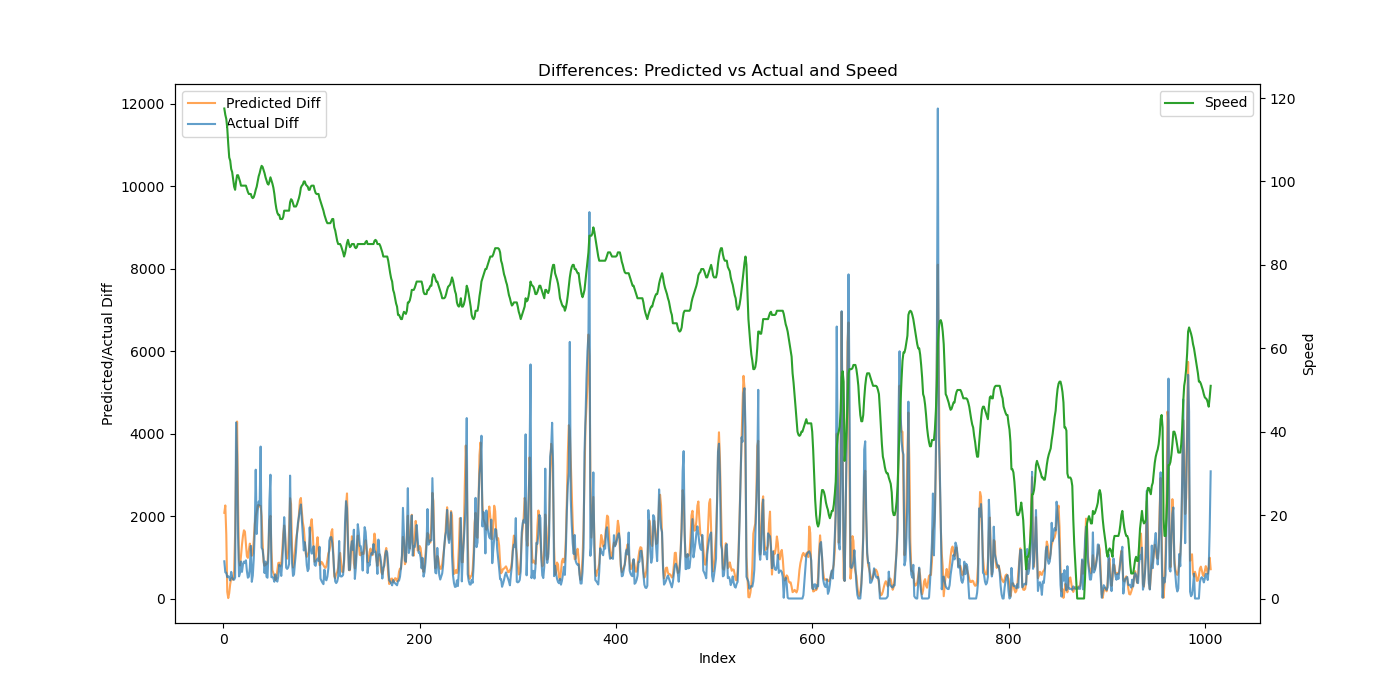 Differences: Predicted vs Actual and Speed
Predicted Diff
Actual Diff
Speed
12000
10000
8000
6000
4000
2000
0
Predicted/Actual Diff
120
100
80
60
40
20
0
Speed
0 200 400 600 800 1000
Index